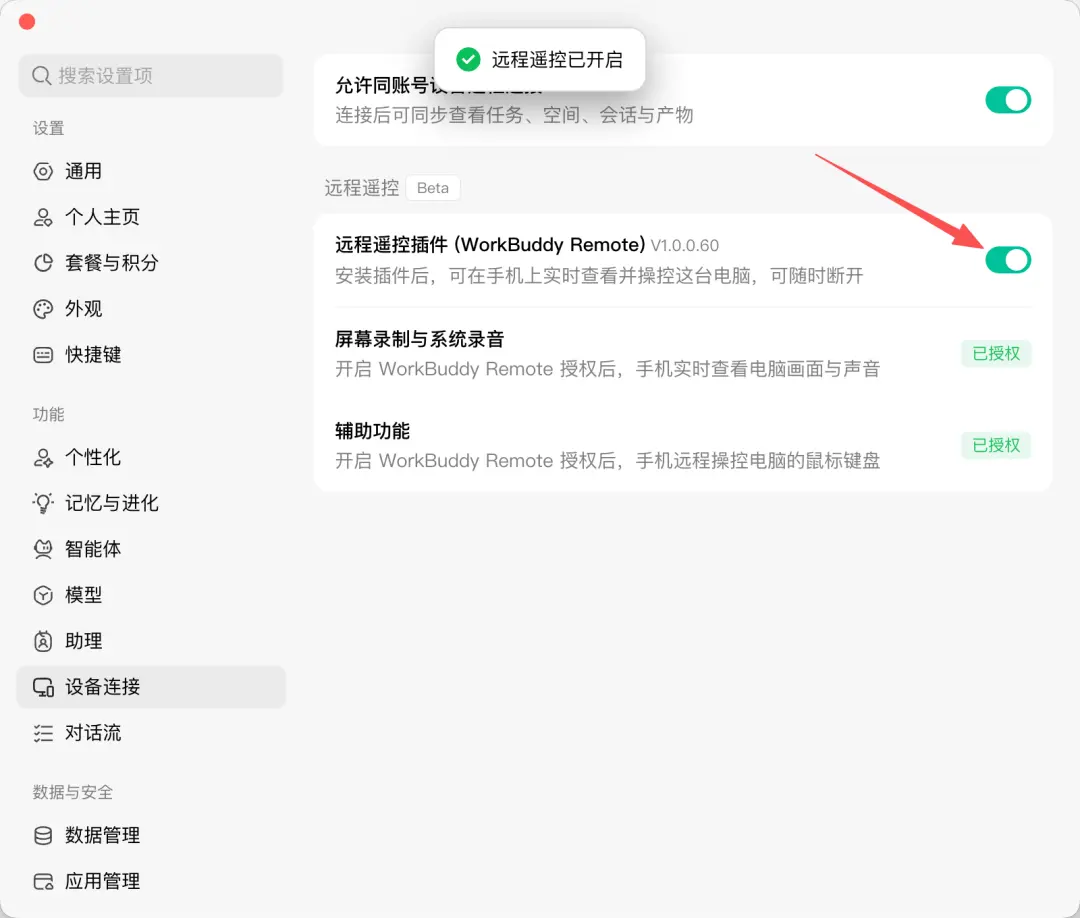 远程遥控已开启
搜索设置项
设置
通用
个人主页
套餐与积分
外观
快捷键
功能
个性化
记忆与进化
智能体
模型
助理
设备连接
对话流
数据与安全
数据管理
应用管理
允许同账号设备远程连接
连接后可同步查看任务、空间、会话与产物
远程遥控 Beta
远程遥控插件 (WorkBuddy Remote) V1.0.0.60
安装插件后，可在手机上实时查看并操控这台电脑，可随时断开
屏幕录制与系统录音
开启 WorkBuddy Remote 授权后，手机实时查看电脑画面与声音
已授权
辅助功能
开启 WorkBuddy Remote 授权后，手机远程操控电脑的鼠标键盘
已授权